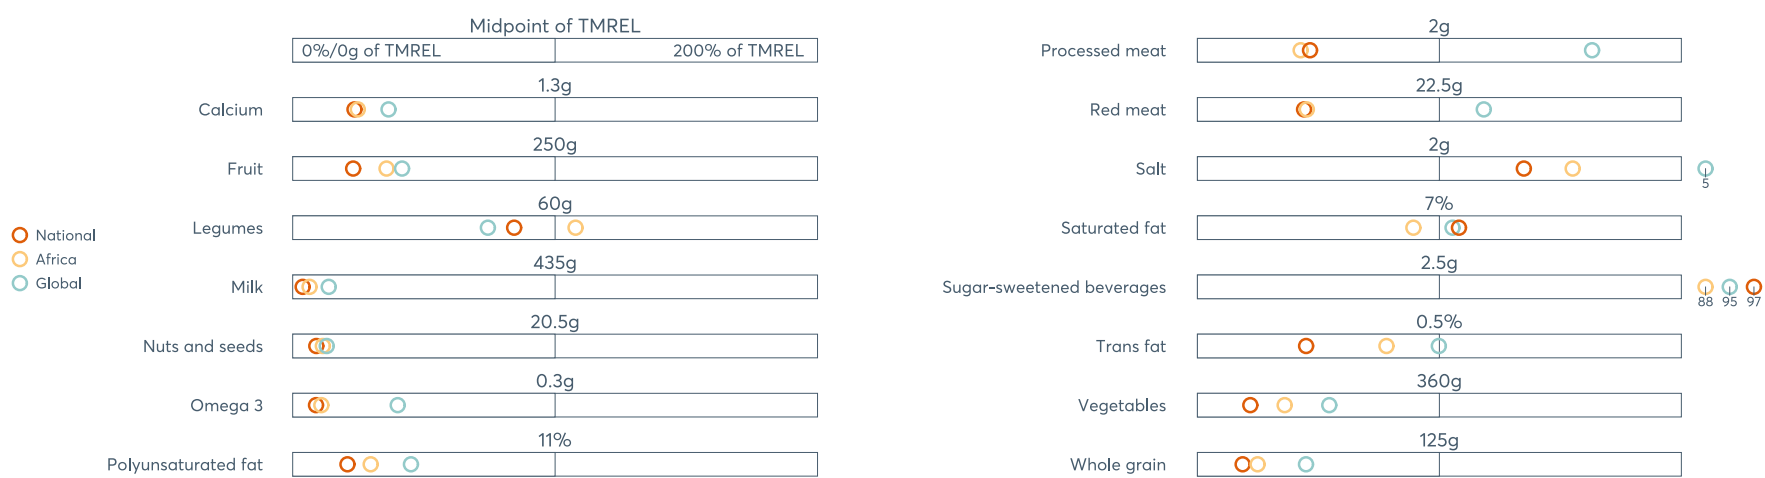 Midpoint of TMREL
0%/0g of TMREL 200% of TMREL
1.3g
Calcium
250g
Fruit
60g
Legumes
435g
Milk
20.5g
Nuts and seeds
0.3g
Omega 3
11%
Polyunsaturated fat
National
Africa
Global
2g
Processed meat
22.5g
Red meat
2g
Salt
5
7%
Saturated fat
2.5g
Sugar-sweetened beverages
88 95 97
0.5%
Trans fat
360g
Vegetables
125g
Whole grain